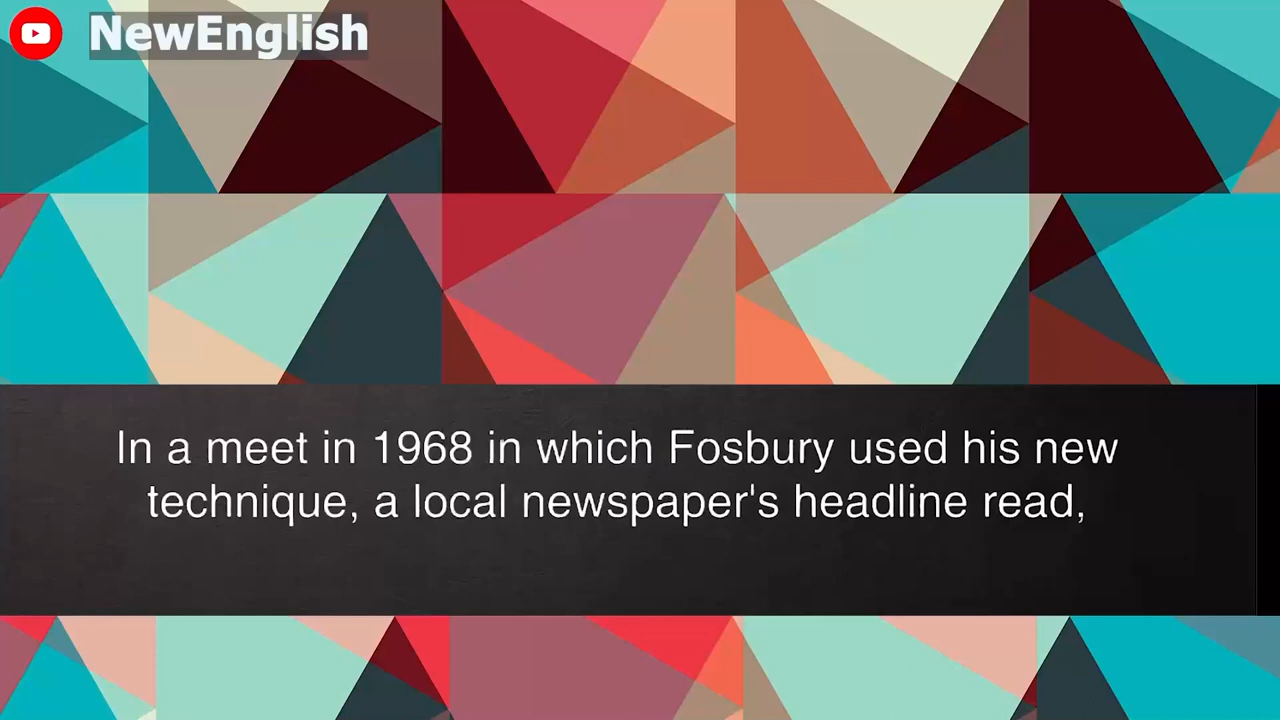 NewEnglish
In a meet in 1968 in which Fosbury used his new
technique, a local newspaper's headline read,